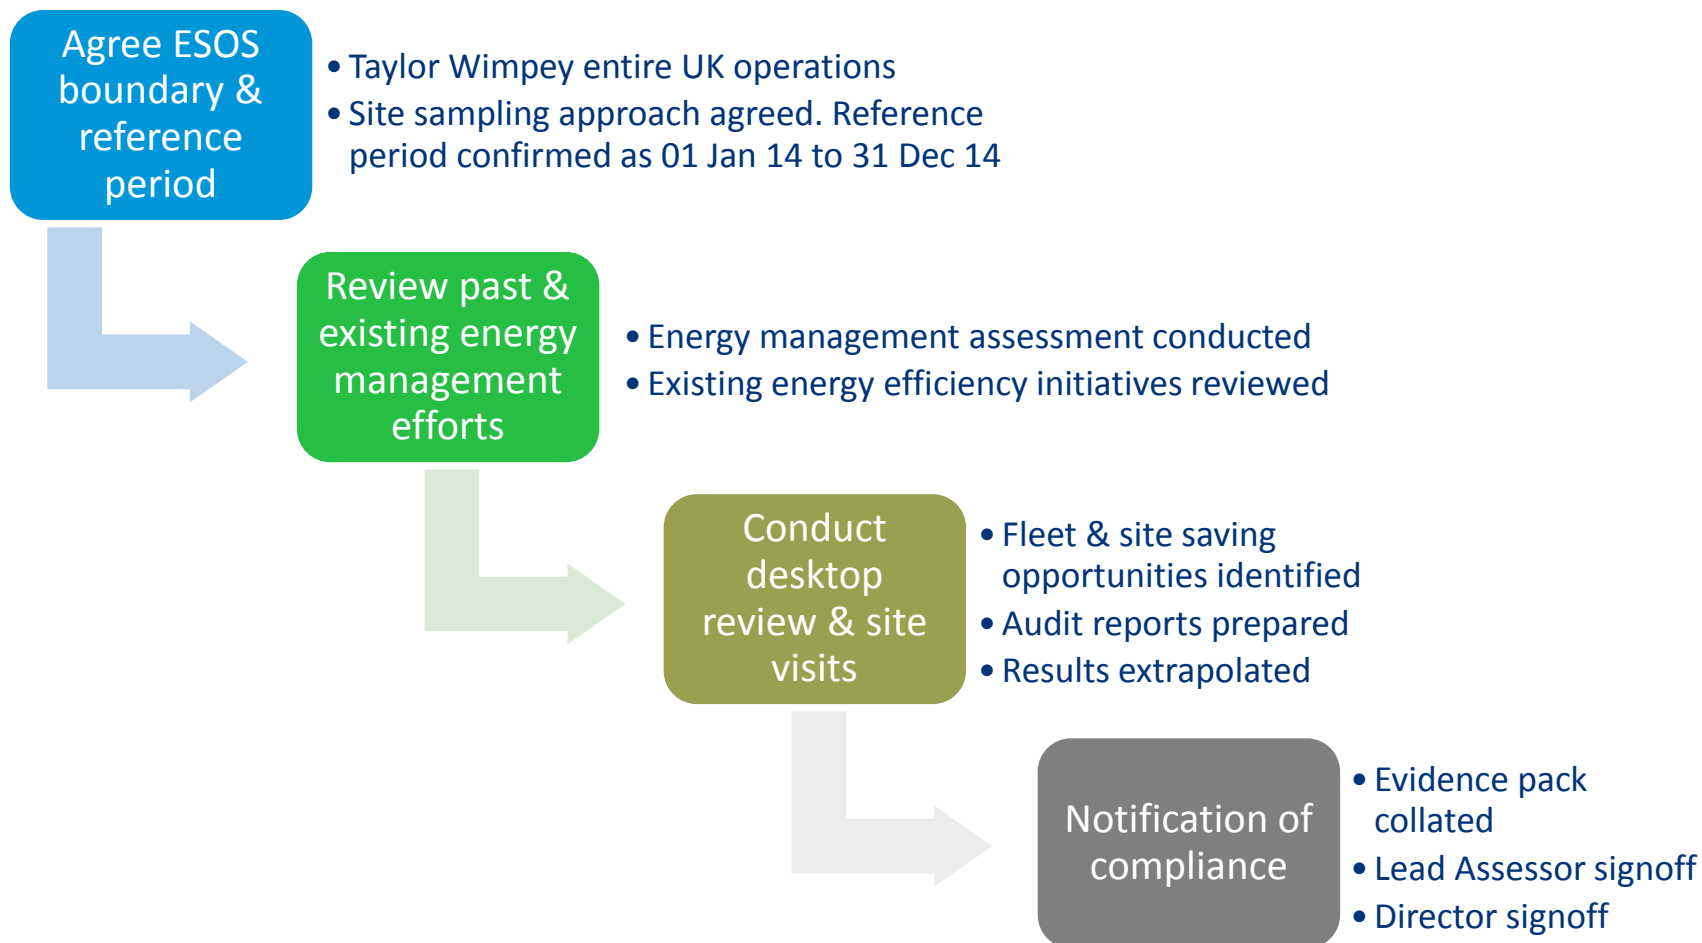 Agree ESOS
boundary &
reference
period
• Taylor Wimpey entire UK operations
• Site sampling approach agreed. Reference
period confirmed as 01 Jan 14 to 31 Dec 14
Review past &
existing energy
management
efforts
• Energy management assessment conducted
• Existing energy efficiency initiatives reviewed
Conduct
desktop
review & site
visits
• Fleet & site saving
opportunities identified
• Audit reports prepared
• Results extrapolated
Notification of
compliance
• Evidence pack
collated
• Lead Assessor signoff
• Director signoff